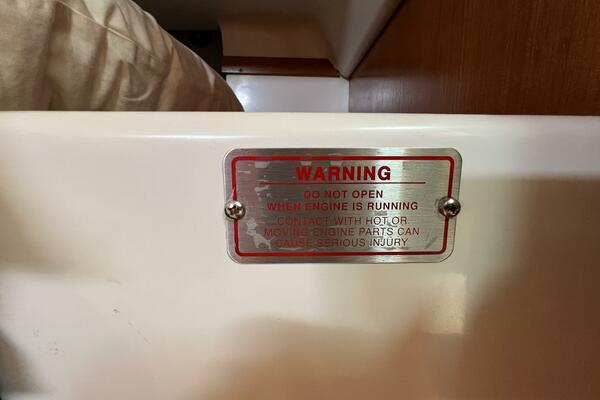 WARNING
DO NOT OPEN
WHEN ENGINE IS RUNNING
CONTACT WITH HOT OR
MOVING ENGINE PARTS CAN
CAUSE SERIOUS INJURY